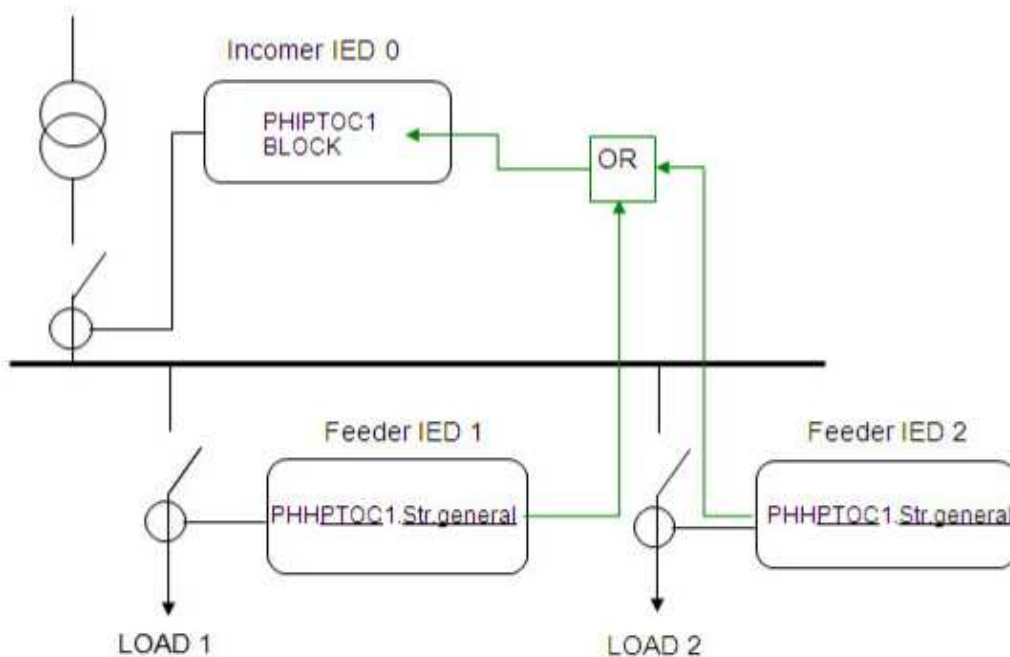 Incomer IED 0
PHIPTOC1
BLOCK
OR
Feeder IED 1
Feeder IED 2
PHHPTOC1.Str.general
PHHPTOC1.Str.general
LOAD 1
LOAD 2